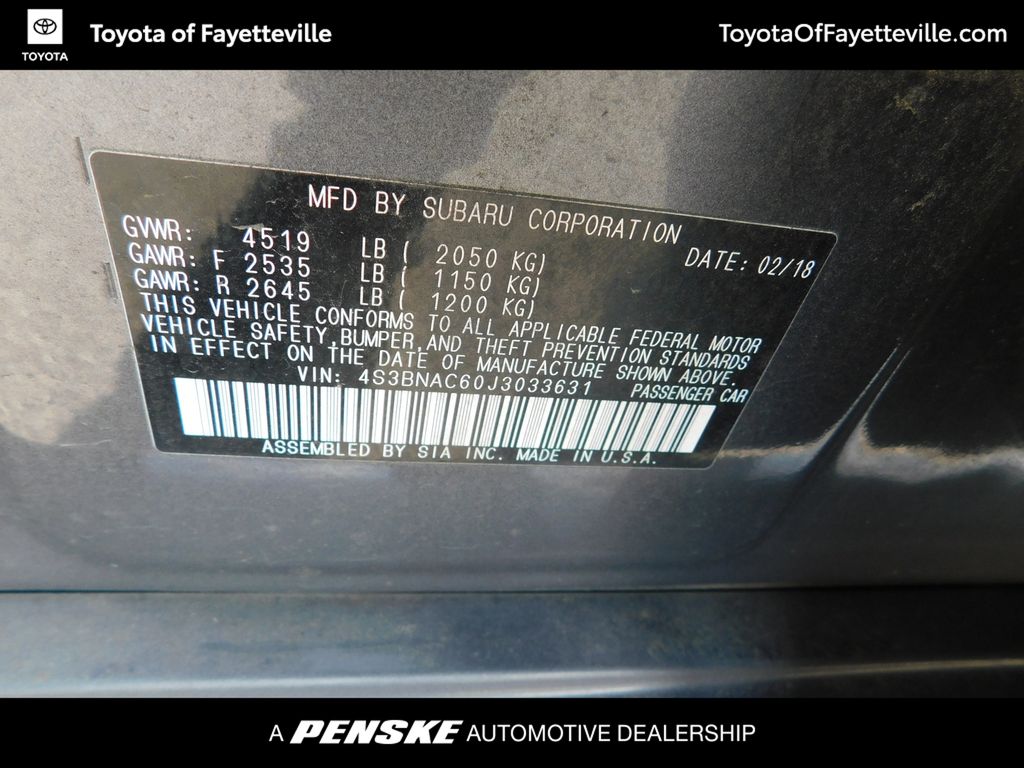 TOYOTA
Toyota of Fayetteville
ToyotaOfFayetteville.com
MFD BY SUBARU CORPORATION
GVWR: 4519 LB ( 2050 KG) DATE: 02/18
GAWR: F 2535 LB ( 1150 KG)
GAWR: R 2645 LB ( 1200 KG)
THIS VEHICLE CONFORMS TO ALL APPLICABLE FEDERAL MOTOR
VEHICLE SAFETY, BUMPER, AND THEFT PREVENTION STANDARDS
IN EFFECT ON THE DATE OF MANUFACTURE SHOWN ABOVE.
VIN: 4S3BNAC60J3033631 PASSENGER CAR
ASSEMBLED BY SIA INC. MADE IN U.S.A.
A PENSKE AUTOMOTIVE DEALERSHIP